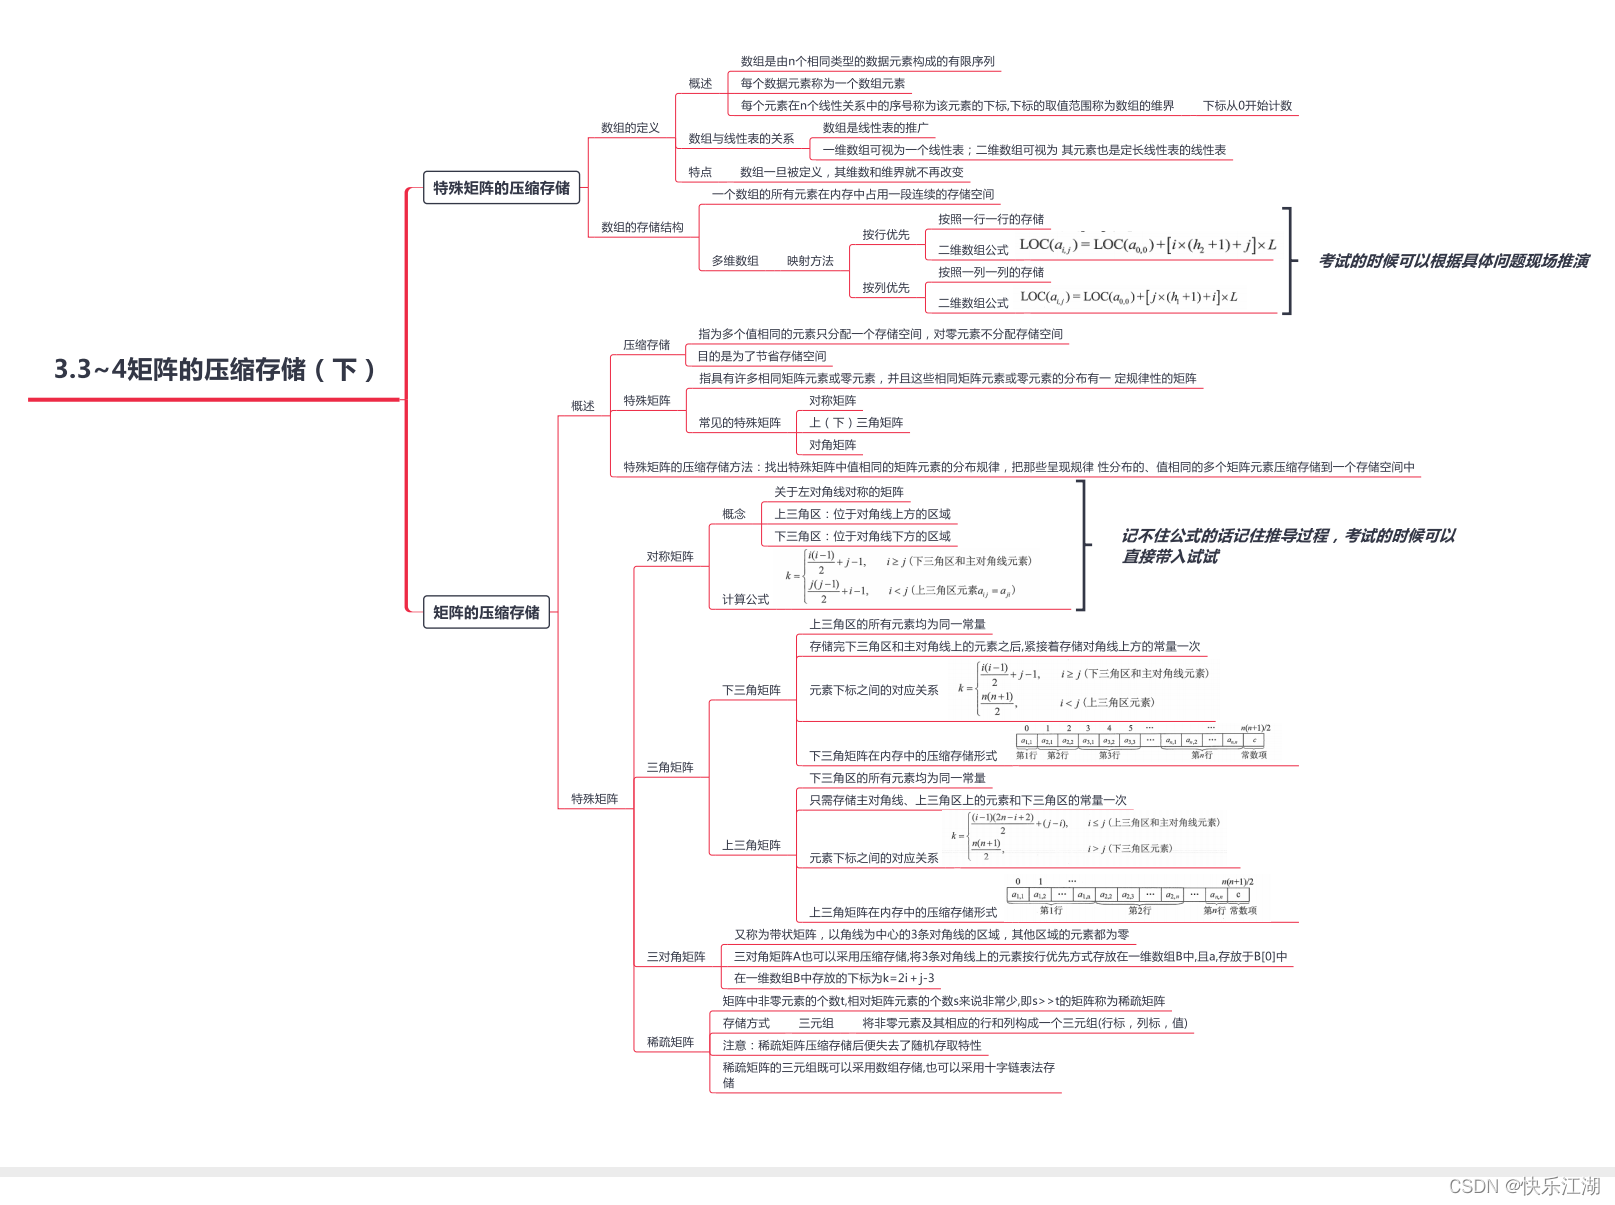 3.3~4矩阵的压缩存储（下）
特殊矩阵的压缩存储
数组的定义
概述
数组是由n个相同类型的数据元素构成的有限序列
每个数据元素称为一个数组元素
每个元素在n个线性关系中的序号称为该元素的下标,下标的取值范围称为数组的维界
下标从0开始计数
数组与线性表的关系
数组是线性表的推广
一维数组可视为一个线性表；二维数组可视为 其元素也是定长线性表的线性表
特点
数组一旦被定义，其维数和维界就不再改变
数组的存储结构
一个数组的所有元素在内存中占用一段连续的存储空间
多维数组
映射方法
按行优先
按照一行一行的存储
二维数组公式 LOC(a_{i,j}) = LOC(a_{0,0}) + [i×(h_2+1) + j]×L
按列优先
按照一列一列的存储
二维数组公式 LOC(a_{i,j}) = LOC(a_{0,0}) + [j×(h_1+1) + i]×L
考试的时候可以根据具体问题现场推演
矩阵的压缩存储
概述
压缩存储
指为多个值相同的元素只分配一个存储空间，对零元素不分配存储空间
目的是为了节省存储空间
特殊矩阵
指具有许多相同矩阵元素或零元素，并且这些相同矩阵元素或零元素的分布有一 定规律性的矩阵
常见的特殊矩阵
对称矩阵
上（下）三角矩阵
对角矩阵
特殊矩阵的压缩存储方法：找出特殊矩阵中值相同的矩阵元素的分布规律，把那些呈现规律 性分布的、值相同的多个矩阵元素压缩存储到一个存储空间中
特殊矩阵
对称矩阵
概念
关于左对角线对称的矩阵
上三角区：位于对角线上方的区域
下三角区：位于对角线下方的区域
计算公式
k = { i(i−1)/2 + j−1, i ≥ j (下三角区和主对角线元素)
j(j−1)/2 + i−1, i < j (上三角区元素a_{ij} = a_{ji})
记不住公式的话记住推导过程，考试的时候可以
直接带入试试
三角矩阵
下三角矩阵
上三角区的所有元素均为同一常量
存储完下三角区和主对角线上的元素之后,紧接着存储对角线上方的常量一次
元素下标之间的对应关系
k = { i(i−1)/2 + j−1, i ≥ j (下三角区和主对角线元素)
n(n+1)/2, i < j (上三角区元素)
下三角矩阵在内存中的压缩存储形式
0 1 2 3 4 5 … … n(n+1)/2
a_{1,1} a_{2,1} a_{2,2} a_{3,1} a_{3,2} a_{3,3} … a_{n,1} a_{n,2} … a_{n,n} c
第1行 第2行 第3行 第n行 常数项
上三角矩阵
下三角区的所有元素均为同一常量
只需存储主对角线、上三角区上的元素和下三角区的常量一次
元素下标之间的对应关系
k = { (i−1)(2n−i+2)/2 + (j−i), i ≤ j (上三角区和主对角线元素)
n(n+1)/2, i > j (下三角区元素)
上三角矩阵在内存中的压缩存储形式
0 1 … n(n+1)/2
a_{1,1} a_{1,2} … a_{1,n} a_{2,2} a_{2,3} … a_{2,n} … a_{n,n} c
第1行 第2行 第n行 常数项
三对角矩阵
又称为带状矩阵，以角线为中心的3条对角线的区域，其他区域的元素都为零
三对角矩阵A也可以采用压缩存储,将3条对角线上的元素按行优先方式存放在一维数组B中,且a,存放于B[0]中
在一维数组B中存放的下标为k=2i＋j-3
稀疏矩阵
矩阵中非零元素的个数t,相对矩阵元素的个数s来说非常少,即s>>t的矩阵称为稀疏矩阵
存储方式
三元组
将非零元素及其相应的行和列构成一个三元组(行标，列标，值)
注意：稀疏矩阵压缩存储后便失去了随机存取特性
稀疏矩阵的三元组既可以采用数组存储,也可以采用十字链表法存
储
CSDN @快乐江湖